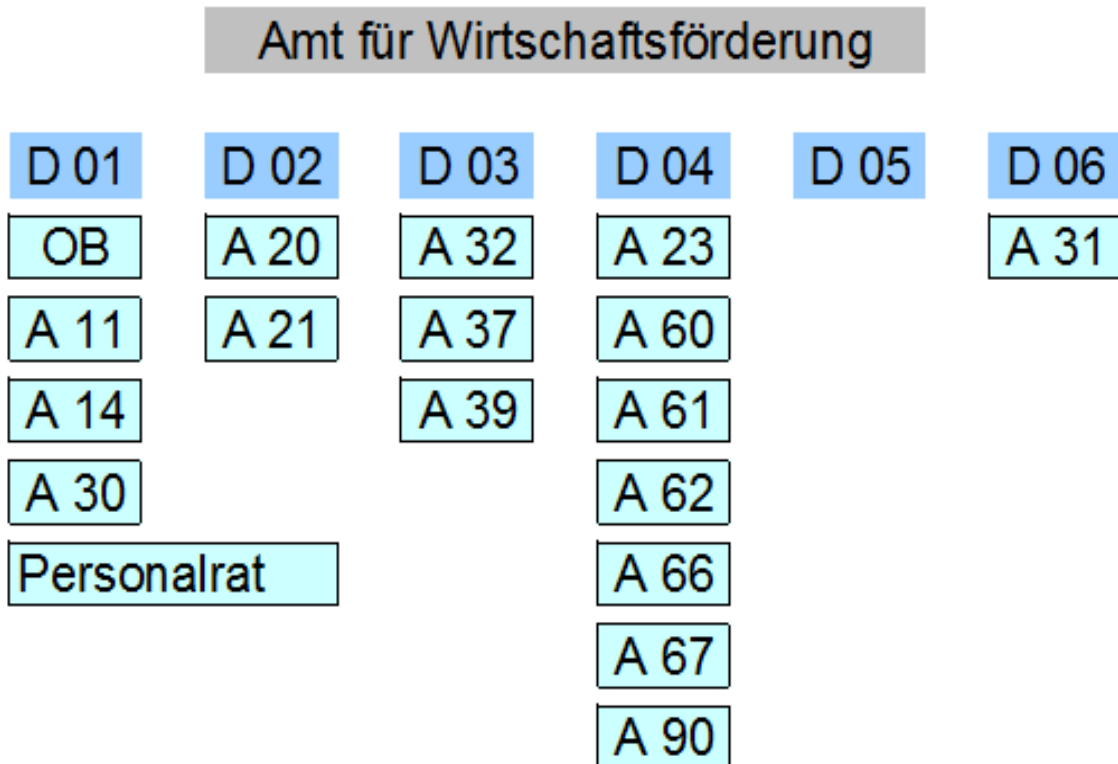 Amt für Wirtschaftsförderung
D 01 D 02 D 03 D 04 D 05 D 06
OB A 20 A 32 A 23 A 31
A 11 A 21 A 37 A 60
A 14 A 39 A 61
A 30 A 62
Personalrat A 66
A 67
A 90